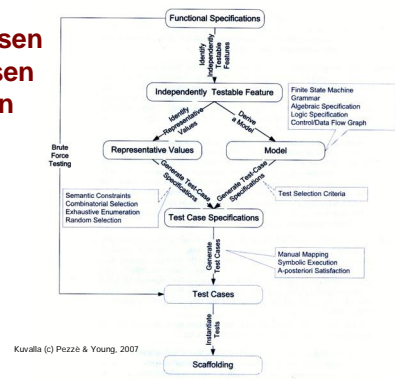 sen
sen
n
Functional Specifications
Identify
Independently
Testable
Features
Independently Testable Feature
Finite State Machine
Grammar
Algebraic Specification
Logic Specification
Control/Data Flow Graph
Identify
Representative
Values
Derive
a Model
Brute
Force
Testing
Representative Values
Model
Semantic Constraints
Combinatorial Selection
Exhaustive Enumeration
Random Selection
Generate Test-Case
Specifications
Generate Test-Case
Specifications
Test Selection Criteria
Test Case Specifications
Generate
Test Cases
Manual Mapping
Symbolic Execution
A-posteriori Satisfaction
Test Cases
Instantiate
Tests
Kuvalla (c) Pezzè & Young, 2007
Scaffolding